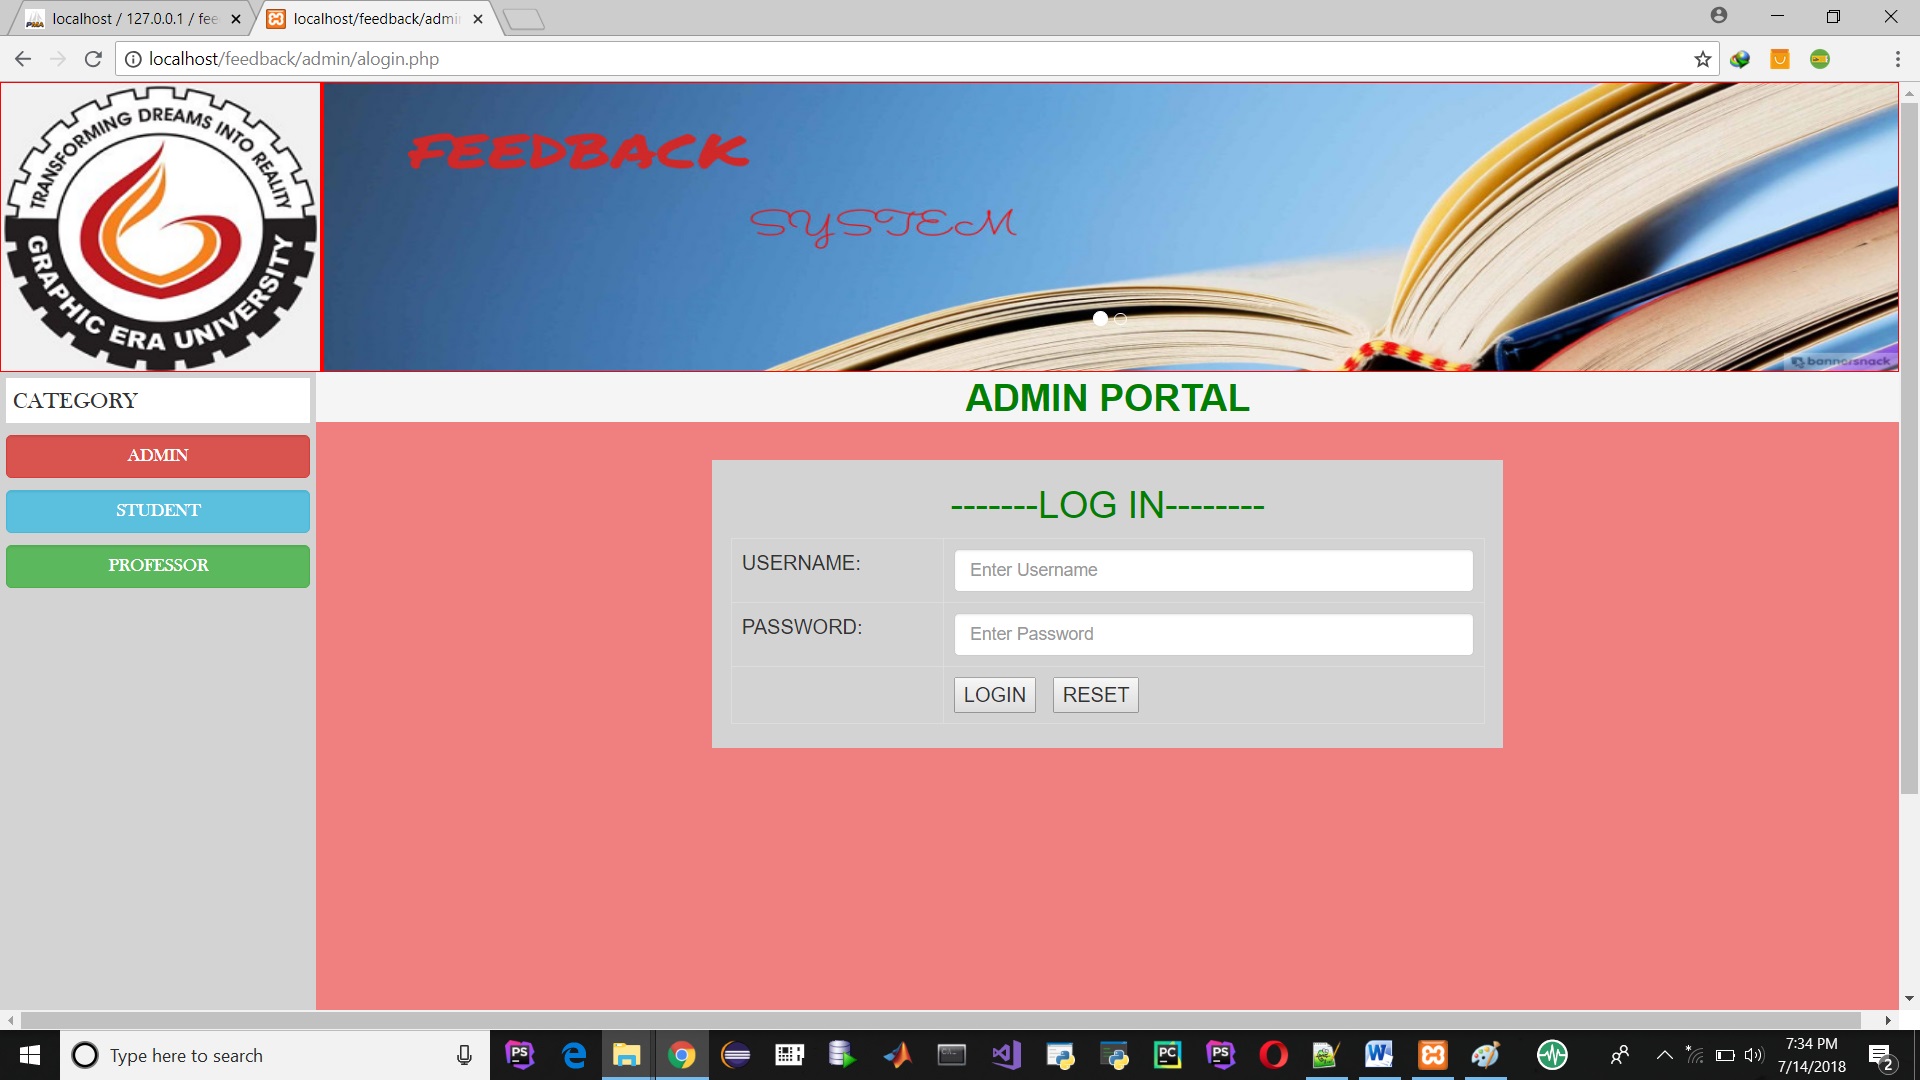 localhost / 127.0.0.1 / fee
localhost/feedback/admi
localhost/feedback/admin/alogin.php
TRANSFORMING DREAMS INTO REALITY
GRAPHIC ERA UNIVERSITY
FEEDBACK
SYSTEM
bannersnack
CATEGORY
ADMIN
STUDENT
PROFESSOR
ADMIN PORTAL
-------LOG IN--------
USERNAME:
Enter Username
PASSWORD:
Enter Password
LOGIN RESET
Type here to search
7:34 PM
7/14/2018
2